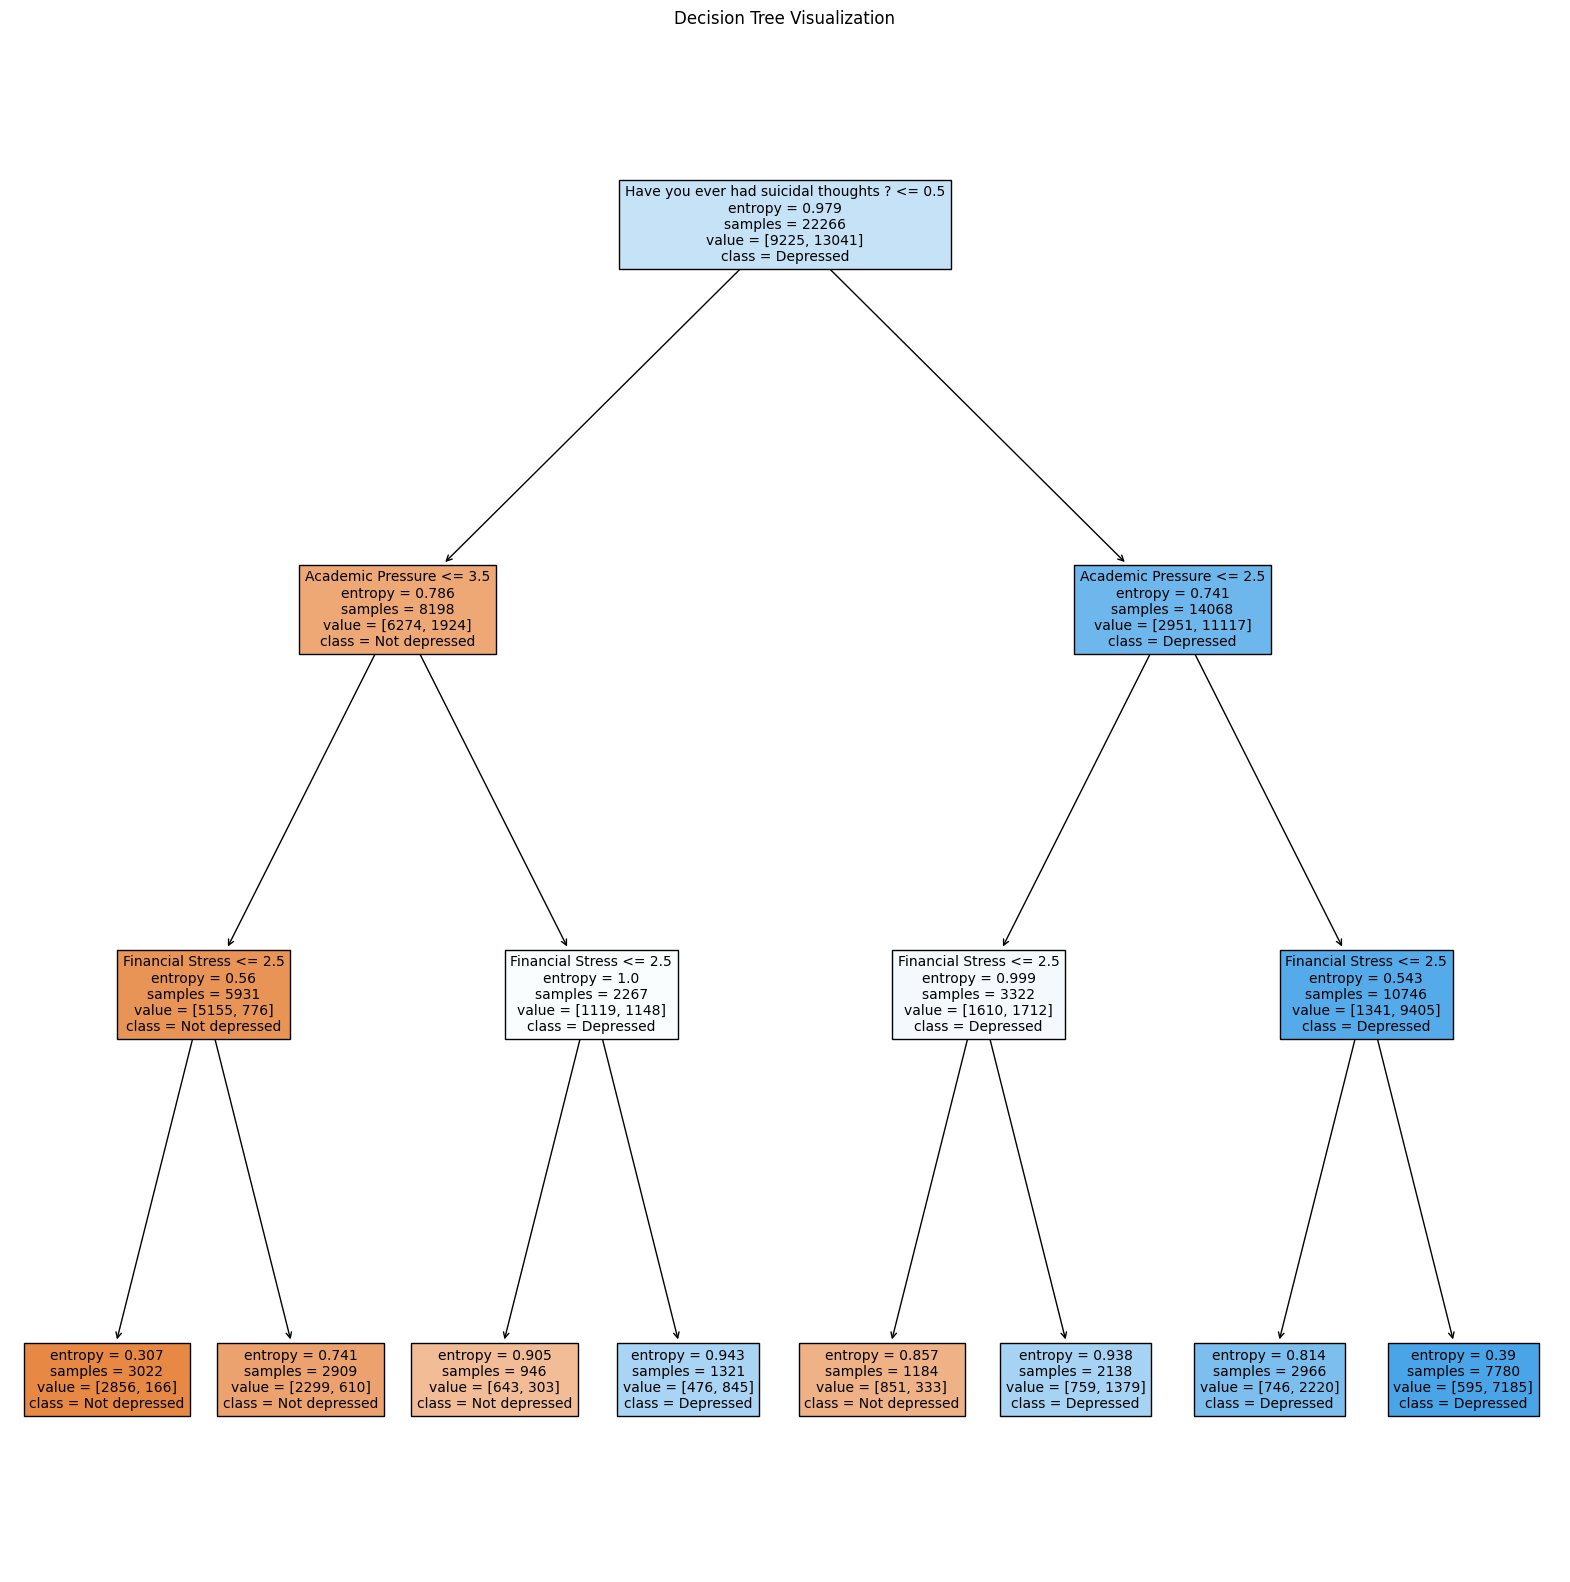 Decision Tree Visualization
Have you ever had suicidal thoughts ? <= 0.5
entropy = 0.979
samples = 22266
value = [9225, 13041]
class = Depressed
Academic Pressure <= 3.5
entropy = 0.786
samples = 8198
value = [6274, 1924]
class = Not depressed
Academic Pressure <= 2.5
entropy = 0.741
samples = 14068
value = [2951, 11117]
class = Depressed
Financial Stress <= 2.5
entropy = 0.56
samples = 5931
value = [5155, 776]
class = Not depressed
Financial Stress <= 2.5
entropy = 1.0
samples = 2267
value = [1119, 1148]
class = Depressed
Financial Stress <= 2.5
entropy = 0.999
samples = 3322
value = [1610, 1712]
class = Depressed
Financial Stress <= 2.5
entropy = 0.543
samples = 10746
value = [1341, 9405]
class = Depressed
entropy = 0.307
samples = 3022
value = [2856, 166]
class = Not depressed
entropy = 0.741
samples = 2909
value = [2299, 610]
class = Not depressed
entropy = 0.905
samples = 946
value = [643, 303]
class = Not depressed
entropy = 0.943
samples = 1321
value = [476, 845]
class = Depressed
entropy = 0.857
samples = 1184
value = [851, 333]
class = Not depressed
entropy = 0.938
samples = 2138
value = [759, 1379]
class = Depressed
entropy = 0.814
samples = 2966
value = [746, 2220]
class = Depressed
entropy = 0.39
samples = 7780
value = [595, 7185]
class = Depressed